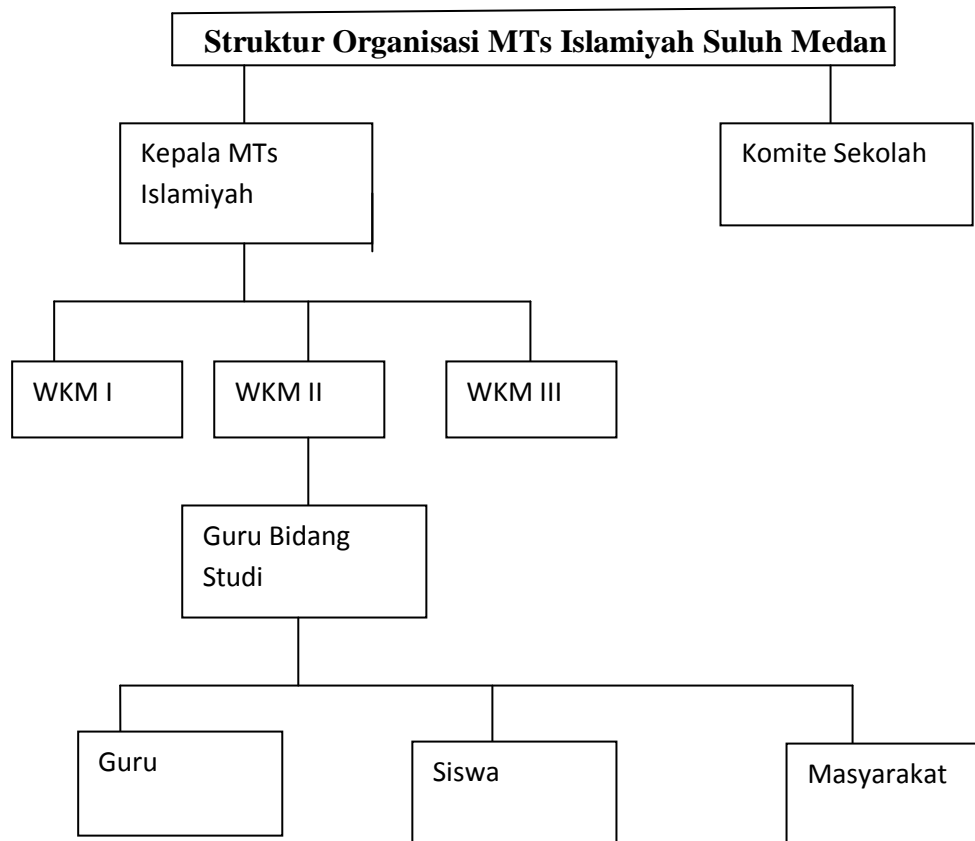 Struktur Organisasi MTs Islamiyah Suluh Medan
Kepala MTs
Islamiyah
Komite Sekolah
WKM I
WKM II
WKM III
Guru Bidang
Studi
Guru
Siswa
Masyarakat